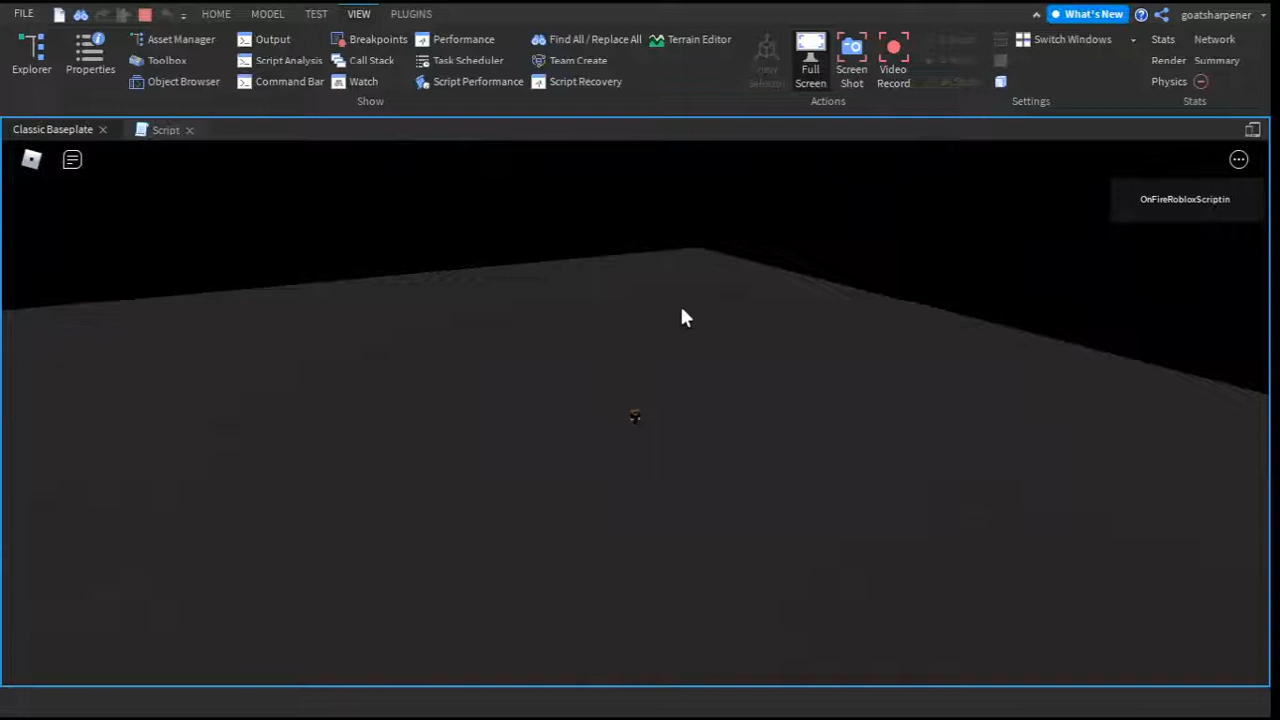 FILE HOME MODEL TEST VIEW PLUGINS What's New goatsharpener
Asset Manager Output Breakpoints Performance Find All / Replace All Terrain Editor Switch Windows Stats Network
Toolbox Script Analysis Call Stack Task Scheduler Team Create Render Summary
Explorer Properties Object Browser Command Bar Watch Script Performance Script Recovery Full Screen Screen Shot Video Record Physics
Show Actions Settings Stats
Classic Baseplate Script
OnFireRobloxScriptin